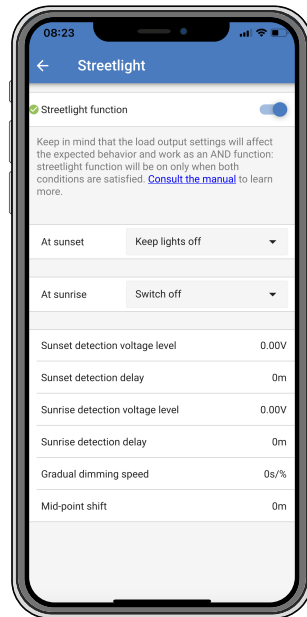 08:23
Streetlight
Streetlight function
Keep in mind that the load output settings will affect
the expected behavior and work as an AND function:
streetlight function will be on only when both
conditions are satisfied. Consult the manual to learn
more.
At sunset Keep lights off
At sunrise Switch off
Sunset detection voltage level 0.00V
Sunset detection delay 0m
Sunrise detection voltage level 0.00V
Sunrise detection delay 0m
Gradual dimming speed 0s/%
Mid-point shift 0m